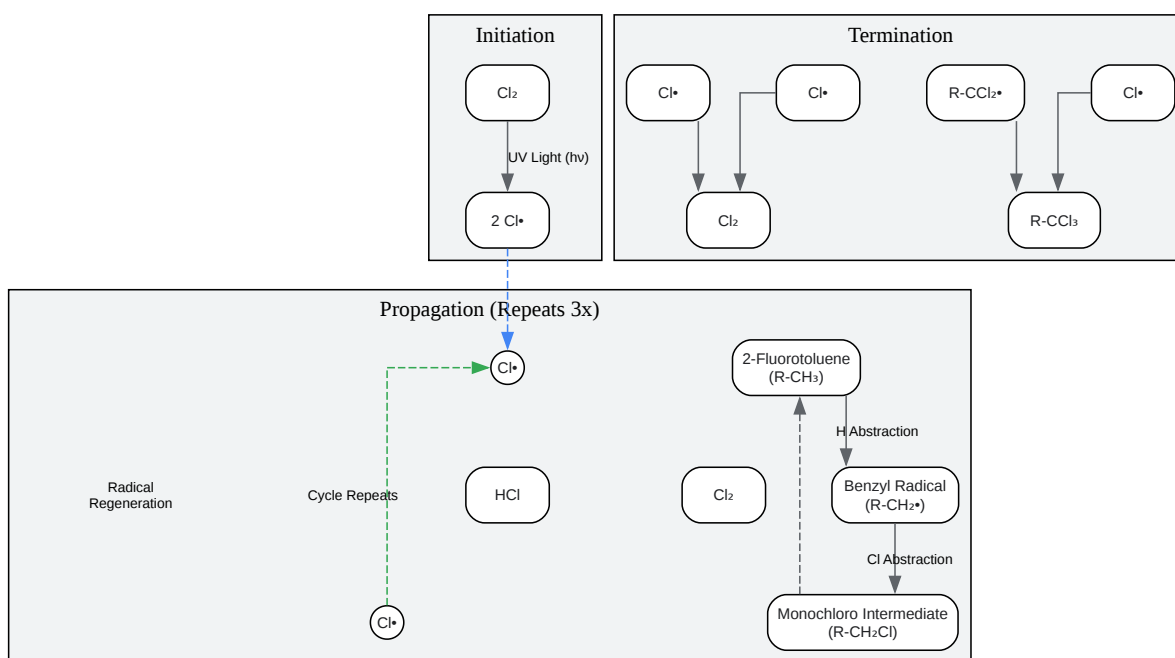 Initiation
Cl₂
UV Light (hν)
2 Cl•
Termination
Cl•
Cl•
Cl₂
R-CCl₂•
Cl•
R-CCl₃
Propagation (Repeats 3x)
Cl•
2-Fluorotoluene
(R-CH₃)
H Abstraction
Radical
Regeneration
Cycle Repeats
HCl
Cl₂
Benzyl Radical
(R-CH₂•)
Cl Abstraction
Cl•
Monochloro Intermediate
(R-CH₂Cl)